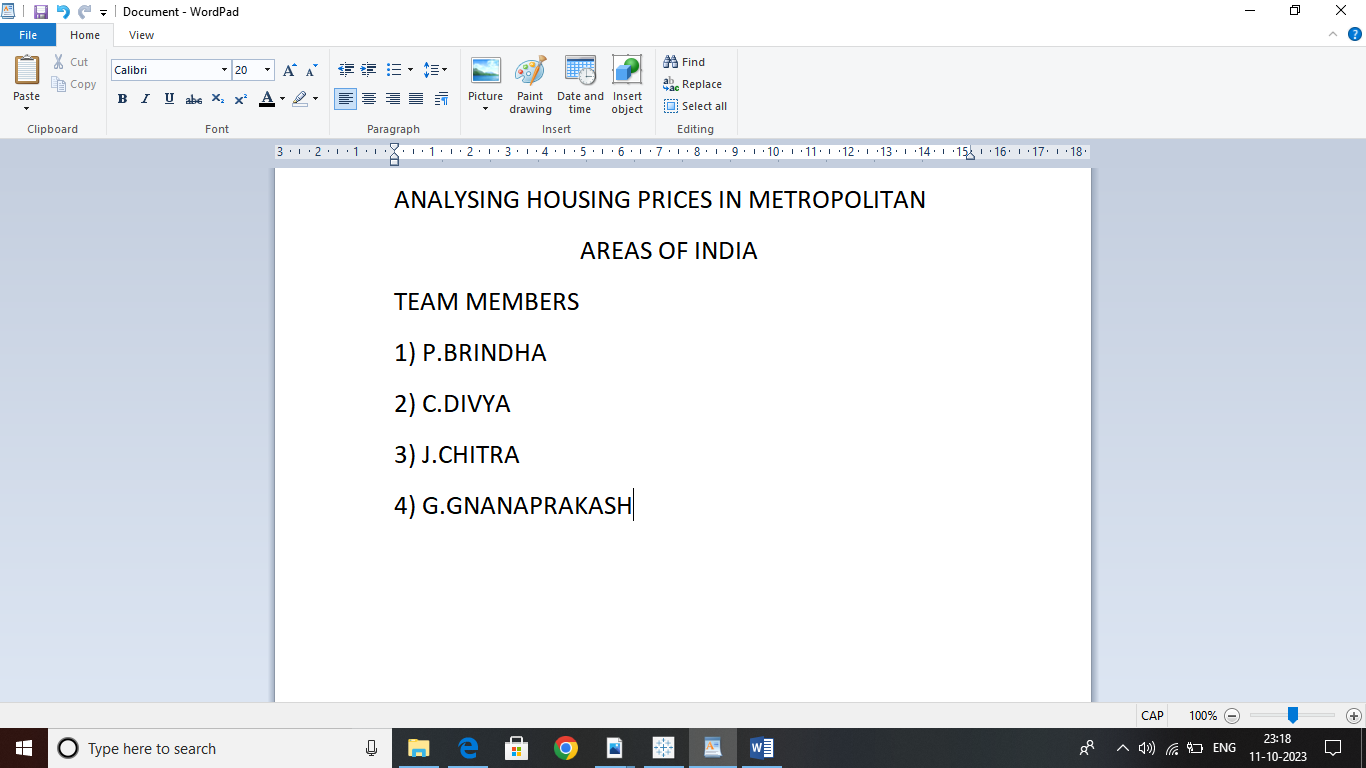 Document - WordPad
File Home View
Paste
Cut
Copy
Clipboard
Calibri 20
B I U abc X₂ X² A
Font
Paragraph
Picture
Paint drawing
Date and time
Insert object
Insert
Find
Replace
Select all
Editing
3 2 1 1 2 3 4 5 6 7 8 9 10 11 12 13 14 15 16 17 18
ANALYSING HOUSING PRICES IN METROPOLITAN
AREAS OF INDIA
TEAM MEMBERS
1) P.BRINDHA
2) C.DIVYA
3) J.CHITRA
4) G.GNANAPRAKASH
CAP 100%
Type here to search
ENG
23:18
11-10-2023